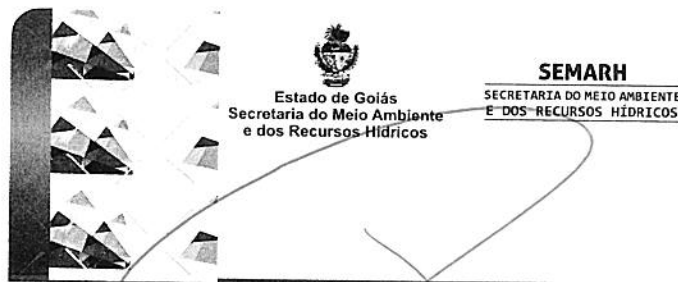 Estado de Goiás
Secretaria do Meio Ambiente
e dos Recursos Hídricos
SEMARH
SECRETARIA DO MEIO AMBIENTE
E DOS RECURSOS HÍDRICOS